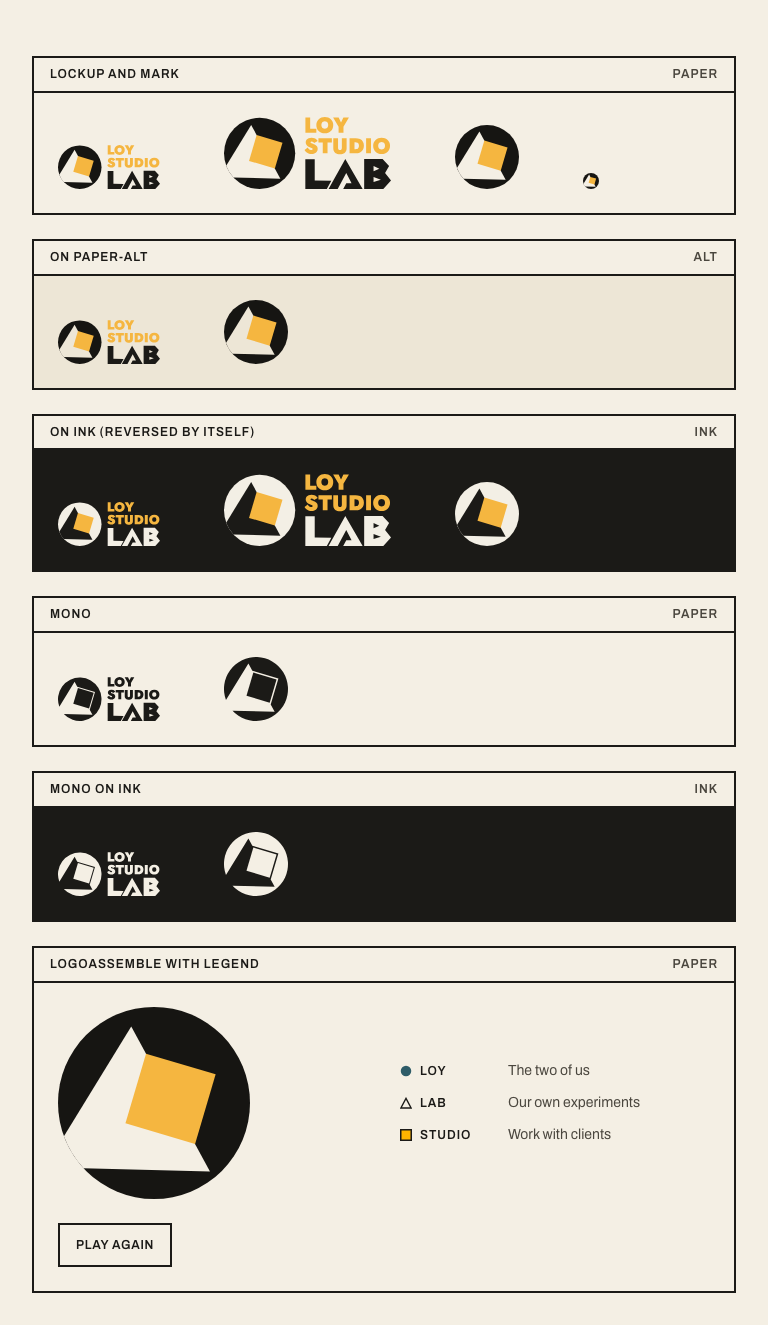 LOCKUP AND MARK PAPER
LOY
STUDIO
LAB
LOY
STUDIO
LAB
ON PAPER-ALT ALT
LOY
STUDIO
LAB
ON INK (REVERSED BY ITSELF) INK
LOY
STUDIO
LAB
LOY
STUDIO
LAB
MONO PAPER
LOY
STUDIO
LAB
MONO ON INK INK
LOY
STUDIO
LAB
LOGOASSEMBLE WITH LEGEND PAPER
LOY The two of us
LAB Our own experiments
STUDIO Work with clients
PLAY AGAIN